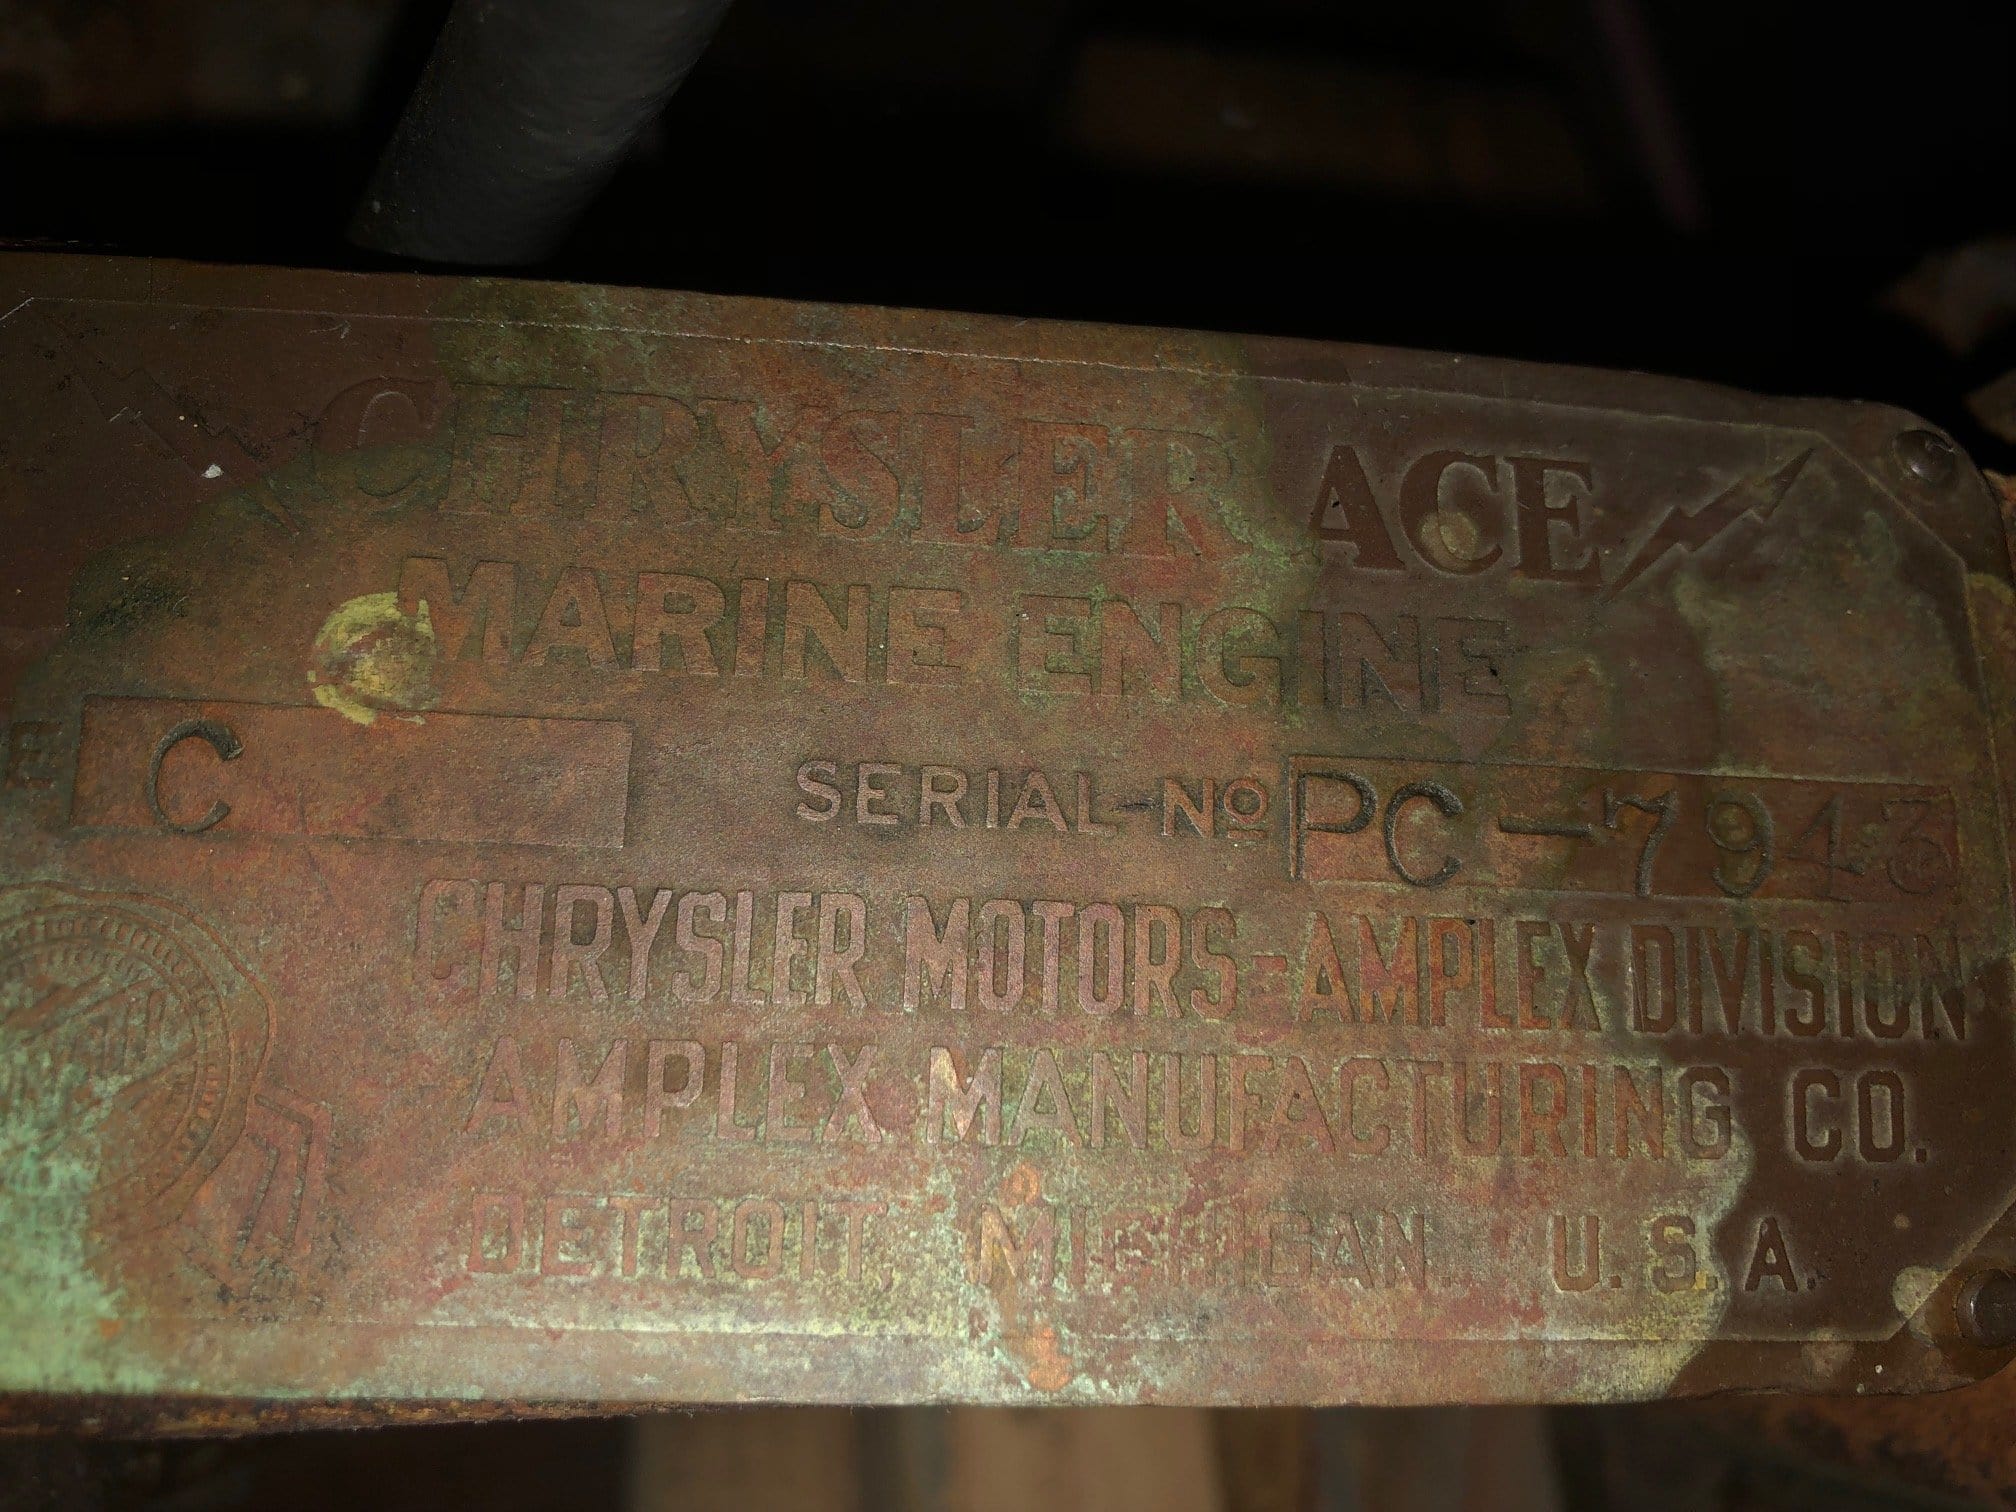 CHRYSLER ACE
MARINE ENGINE
C SERIAL-No PC-7943
CHRYSLER MOTORS-AMPLEX DIVISION
AMPLEX MANUFACTURING CO.
DETROIT, MICHIGAN. U.S.A.